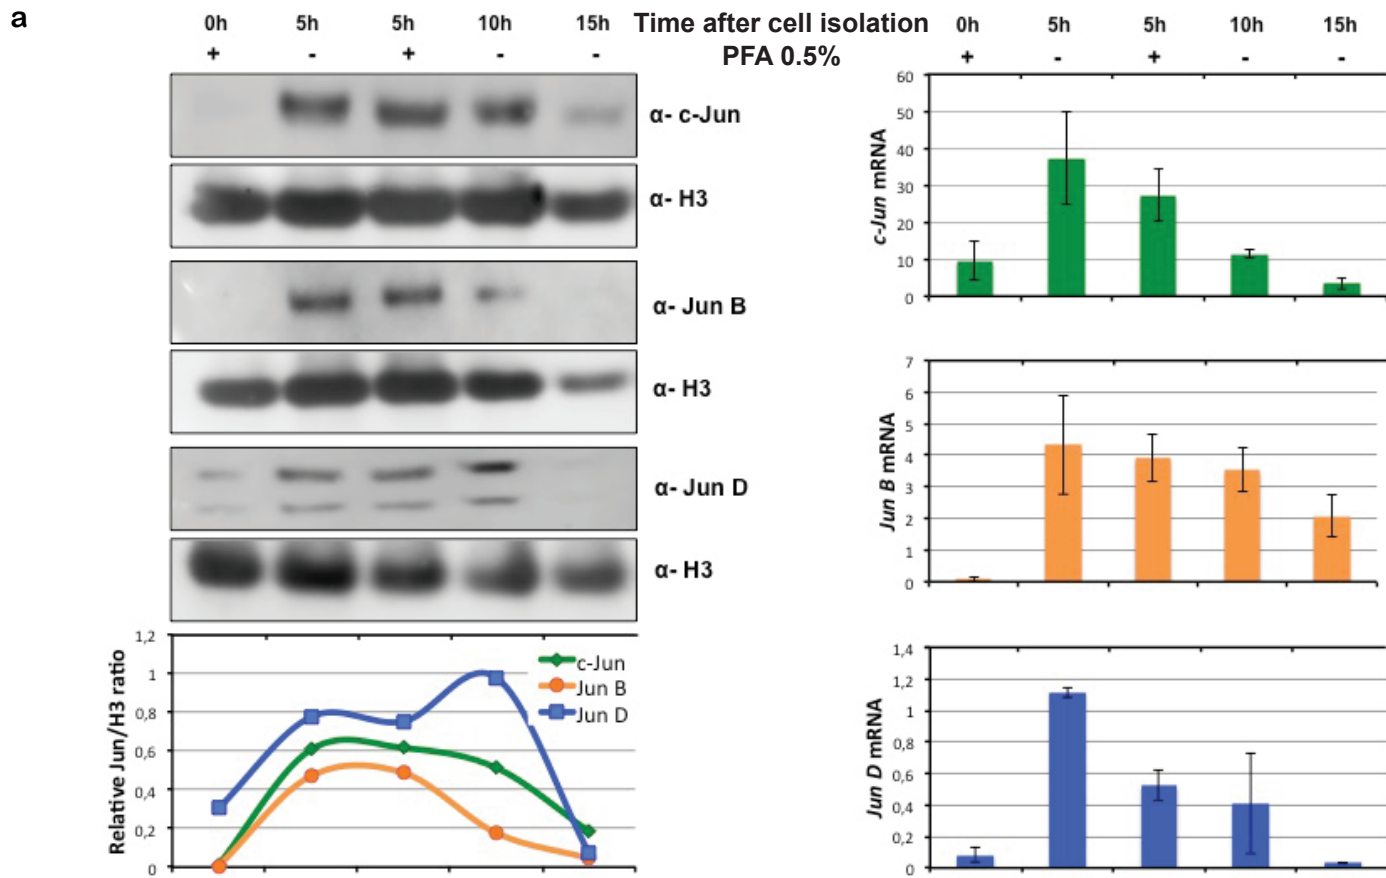 a
0h 5h 5h 10h 15h Time after cell isolation 0h 5h 5h 10h 15h
+ - + - - PFA 0.5% + - + - -
α- c-Jun
α- H3
α- Jun B
α- H3
α- Jun D
α- H3
Relative Jun/H3 ratio
1,2
1
0,8
0,6
0,4
0,2
0
c-Jun
Jun B
Jun D
c-Jun mRNA
60
50
40
30
20
10
0
Jun B mRNA
7
6
5
4
3
2
1
0
Jun D mRNA
1,4
1,2
1
0,8
0,6
0,4
0,2
0